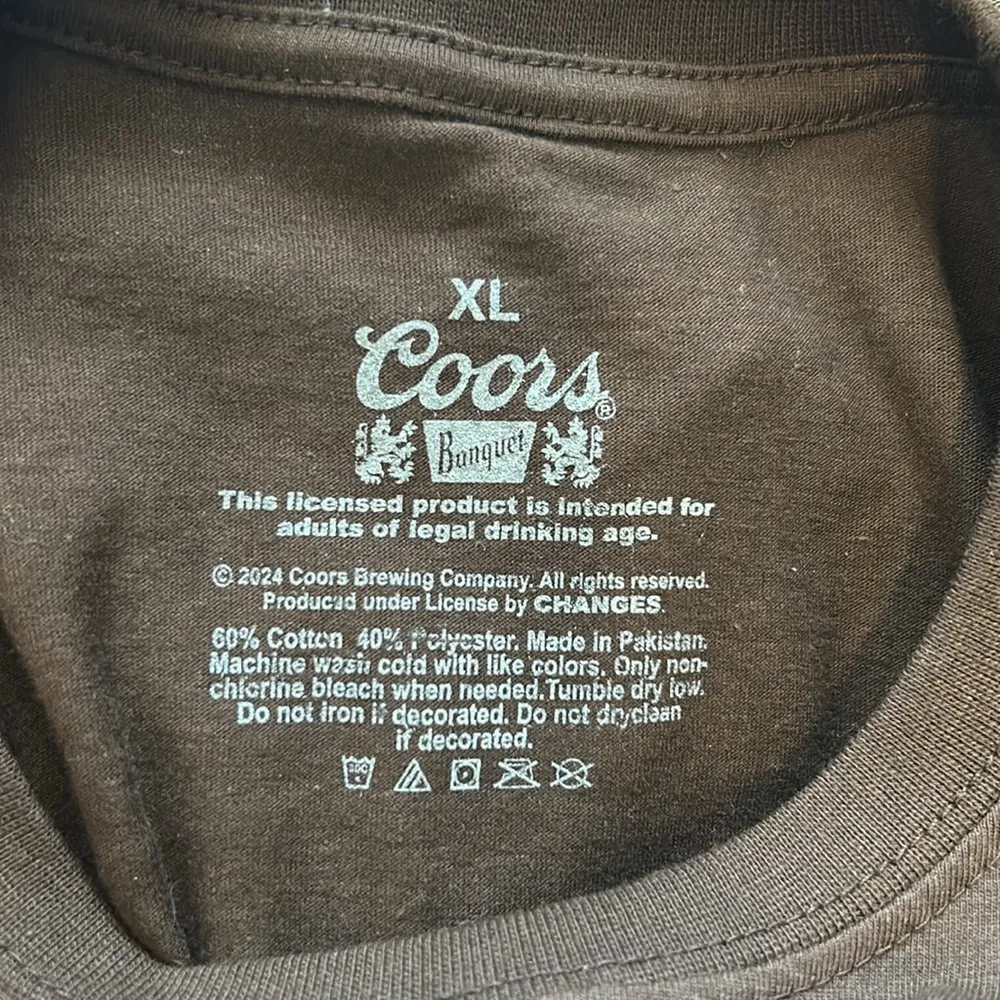 XL
Coors®
Banquet
This licensed product is intended for
adults of legal drinking age.
© 2024 Coors Brewing Company. All rights reserved.
Produced under License by CHANGES.
60% Cotton 40% Polyester. Made in Pakistan.
Machine wash cold with like colors. Only non-
chlorine bleach when needed. Tumble dry low.
Do not iron if decorated. Do not dryclean
if decorated.